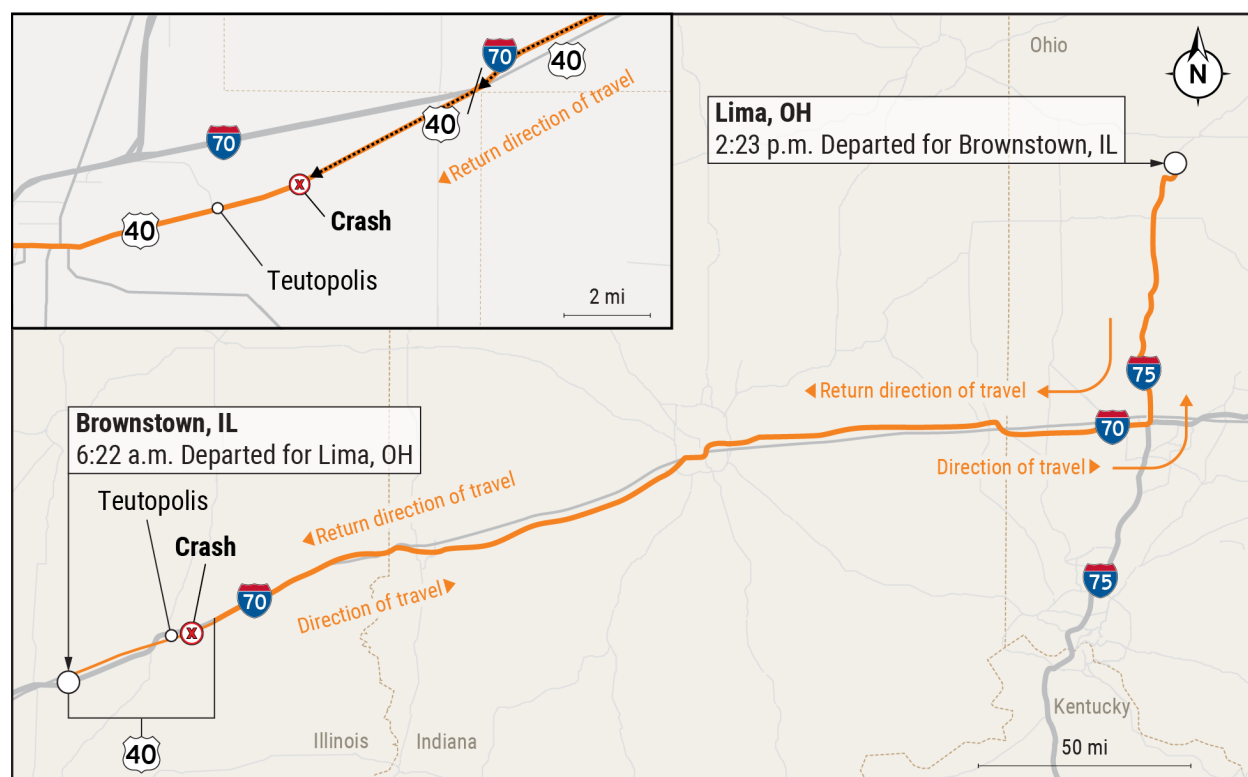 70
40
40
Return direction of travel
70
40
X
Crash
Teutopolis
2 mi
Ohio
N
Lima, OH
2:23 p.m. Departed for Brownstown, IL
75
Return direction of travel
70
Direction of travel
Brownstown, IL
6:22 a.m. Departed for Lima, OH
Teutopolis
Return direction of travel
Crash
75
70
Direction of travel
X
Kentucky
Illinois
Indiana
50 mi
40